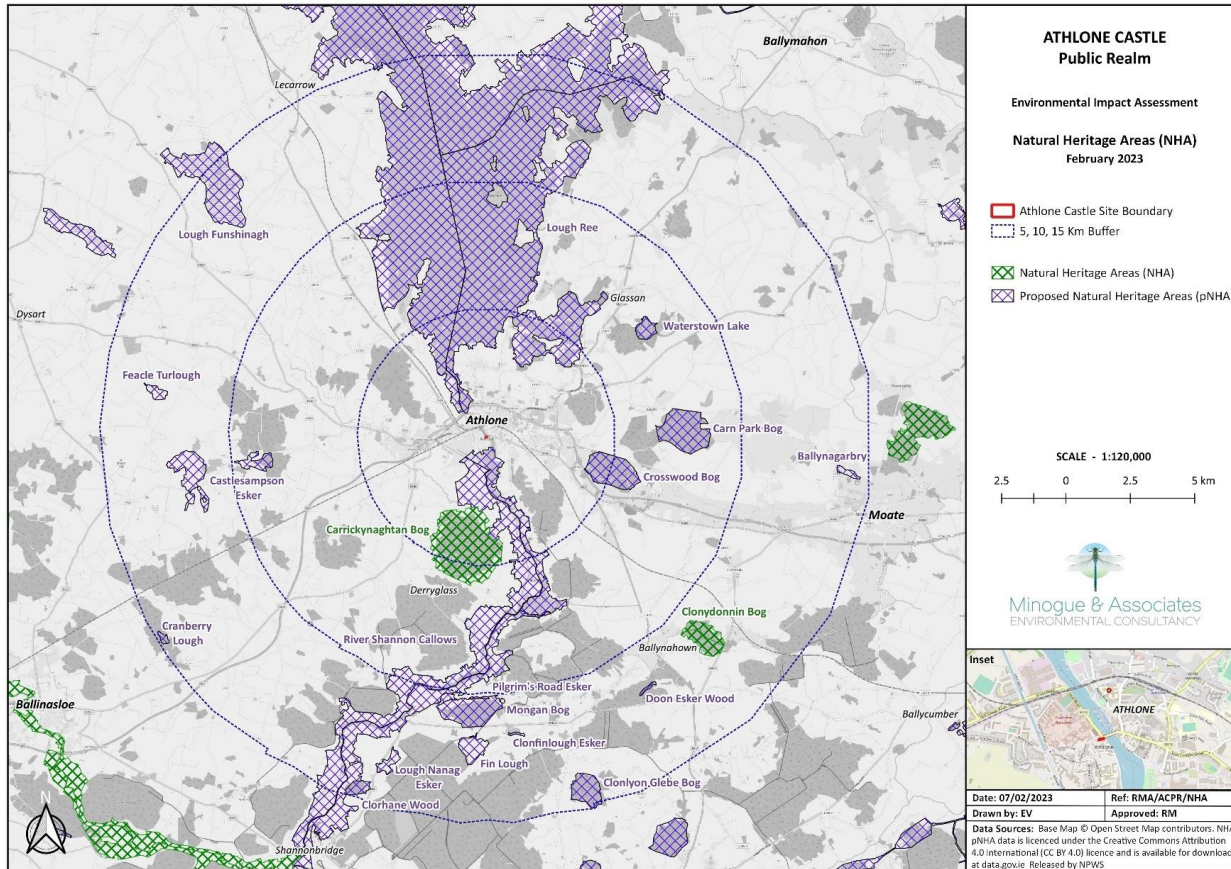 Ballymahon
Lecarrow
Lough Funshinagh
Lough Ree
Glassan
Dysart
Waterstown Lake
Feacle Turlough
Athlone
Carn Park Bog
Castlesampson
Esker
Crosswood Bog
Ballynagarby
Moate
Carrickynaghtan Bog
Derryglass
Clonydonnin Bog
Cranberry
Lough
River Shannon Callows
Ballynahown
Pilgrim's Road Esker
Doon Esker Wood
Ballinasloe
Mongan Bog
Ballycumber
Clonfinlough Esker
Fin Lough
Lough Nanag
Esker
Clonlyon Glebe Bog
Clorhane Wood
N
Shannonbridge
ATHLONE CASTLE
Public Realm
Environmental Impact Assessment
Natural Heritage Areas (NHA)
February 2023
Athlone Castle Site Boundary
5, 10, 15 Km Buffer
Natural Heritage Areas (NHA)
Proposed Natural Heritage Areas (pNHA
SCALE - 1:120,000
2.5 0 2.5 5 km
Minogue & Associates
ENVIRONMENTAL CONSULTANCY
Inset
ATHLONE
Athlone
Date: 07/02/2023 Ref: RMA/ACPR/NHA
Drawn by: EV Approved: RM
Data Sources: Base Map © Open Street Map contributors. NHA
pNHA data is licenced under the Creative Commons Attribution
4.0 International (CC BY 4.0) licence and is available for download
at data.gov.ie Released by NPWS